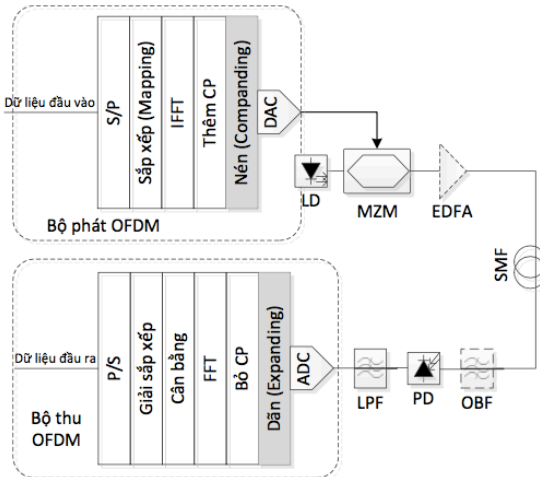 Dữ liệu đầu vào
S/P
Sắp xếp (Mapping)
IFFT
Thêm CP
Nén (Companding)
DAC
Bộ phát OFDM
LD
MZM
EDFA
SMF
Dữ liệu đầu ra
P/S
Giải sắp xếp
Cân bằng
FFT
Bỏ CP
Dãn (Expanding)
ADC
Bộ thu
OFDM
LPF
PD
OBF